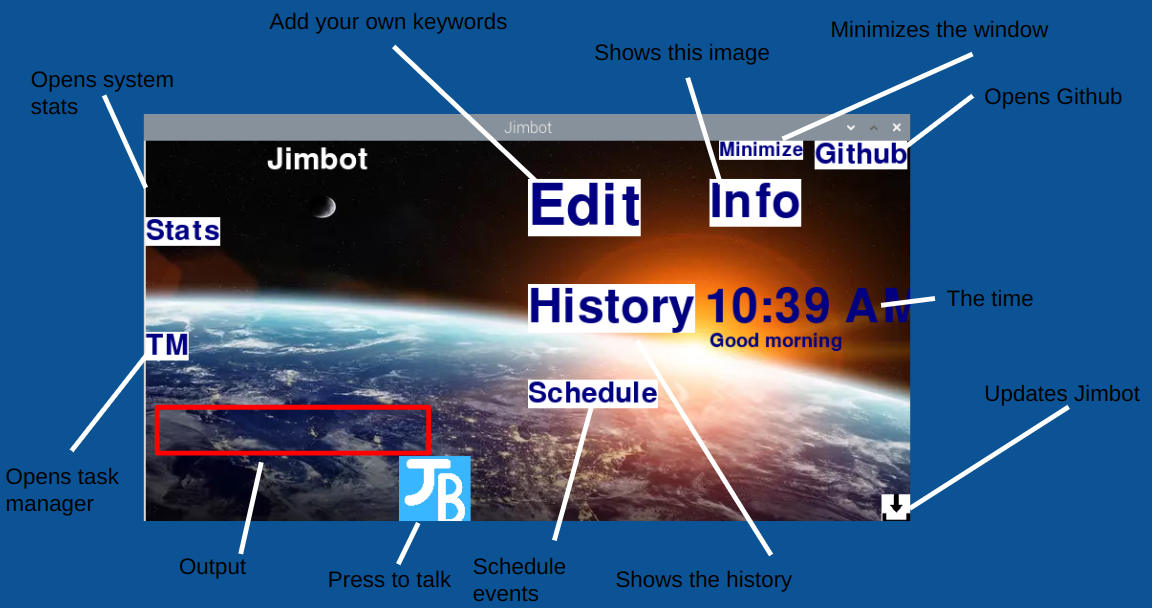 Add your own keywords
Minimizes the window
Shows this image
Opens system
stats
Opens Github
Jimbot
Jimbot
Minimize
Github
Edit
Info
Stats
History
10:39 AM
The time
Good morning
TM
Schedule
Updates Jimbot
Opens task
manager
JB
Output
Press to talk
Schedule
events
Shows the history